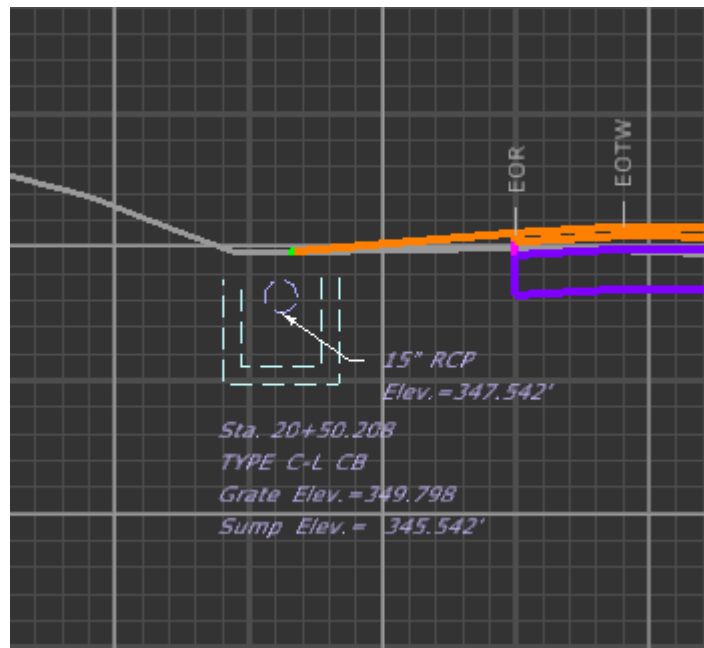 EOR
EOTW
15" RCP
Elev.=347.542'
Sta. 20+50.208
TYPE C-L CB
Grate Elev.=349.798
Sump Elev.= 345.542'